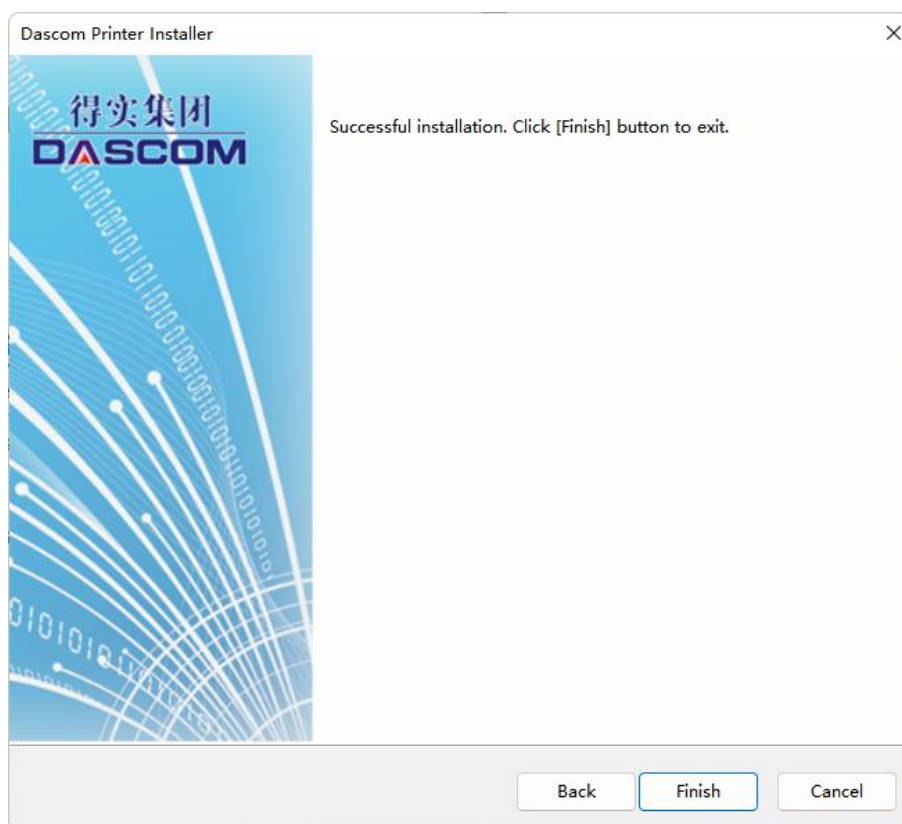 Dascom Printer Installer
得实集团
DASCOM
Successful installation. Click [Finish] button to exit.
Back
Finish
Cancel